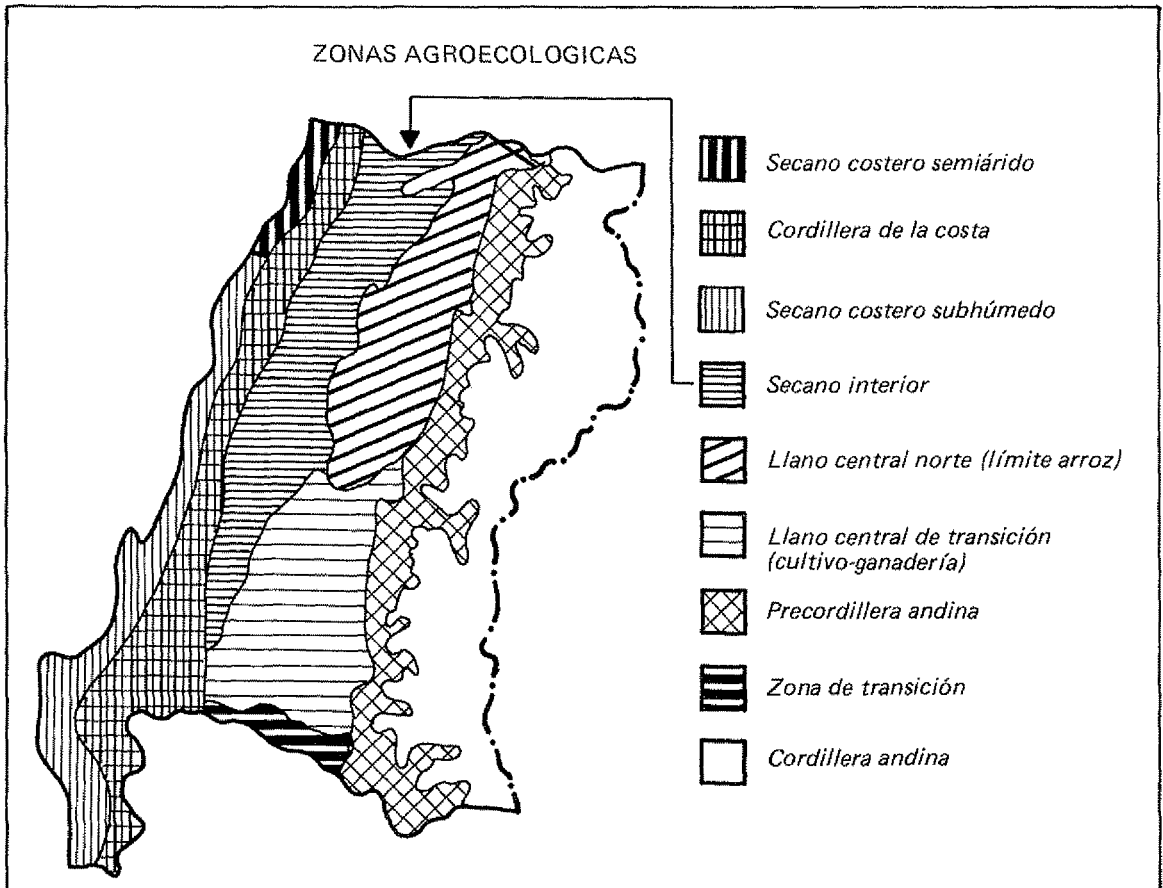 ZONAS AGROECOLOGICAS
Secano costero semiárido
Cordillera de la costa
Secano costero subhúmedo
Secano interior
Llano central norte (límite arroz)
Llano central de transición
(cultivo-ganadería)
Precordillera andina
Zona de transición
Cordillera andina